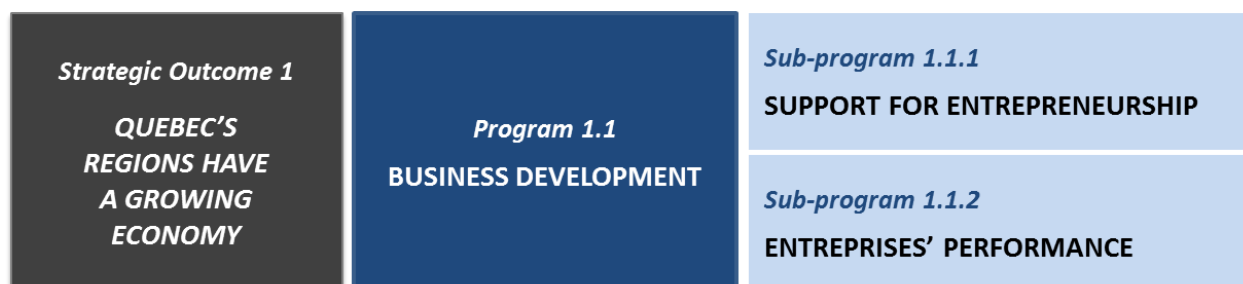 Strategic Outcome 1
QUEBEC'S
REGIONS HAVE
A GROWING
ECONOMY
Program 1.1
BUSINESS DEVELOPMENT
Sub-program 1.1.1
SUPPORT FOR ENTREPRENEURSHIP
Sub-program 1.1.2
ENTREPRISES' PERFORMANCE